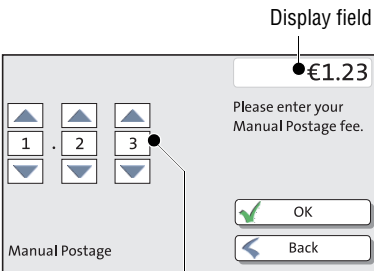 Display field
€1.23
Please enter your
Manual Postage fee.
1 . 2 3
OK
Manual Postage
Back